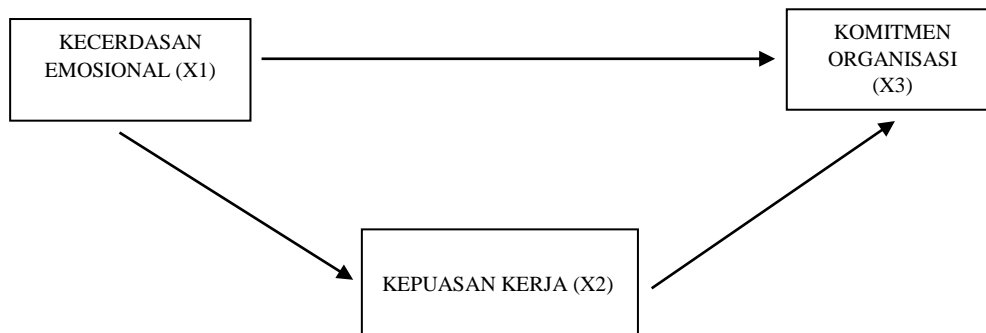 KECERDASAN
EMOSIONAL (X1)
KOMITMEN
ORGANISASI
(X3)
KEPUASAN KERJA (X2)